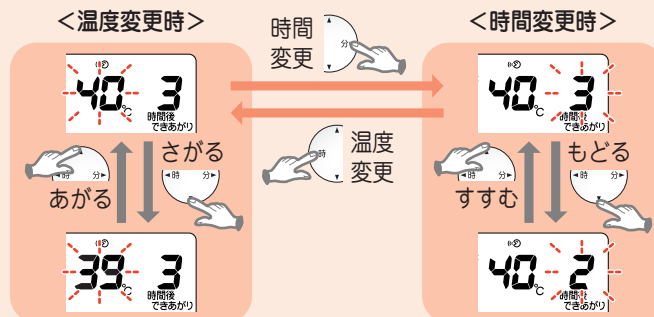 ＜温度変更時＞
時間
変更
＜時間変更時＞
分
40℃ 3
時間後
できあがり
40℃ 3
時間後
できあがり
時
温度
変更
◀時 分▶
あがる
さがる
◀時 分▶
◀時 分▶
すすむ
もどる
◀時 分▶
39℃ 3
時間後
できあがり
40℃ 2
時間後
できあがり